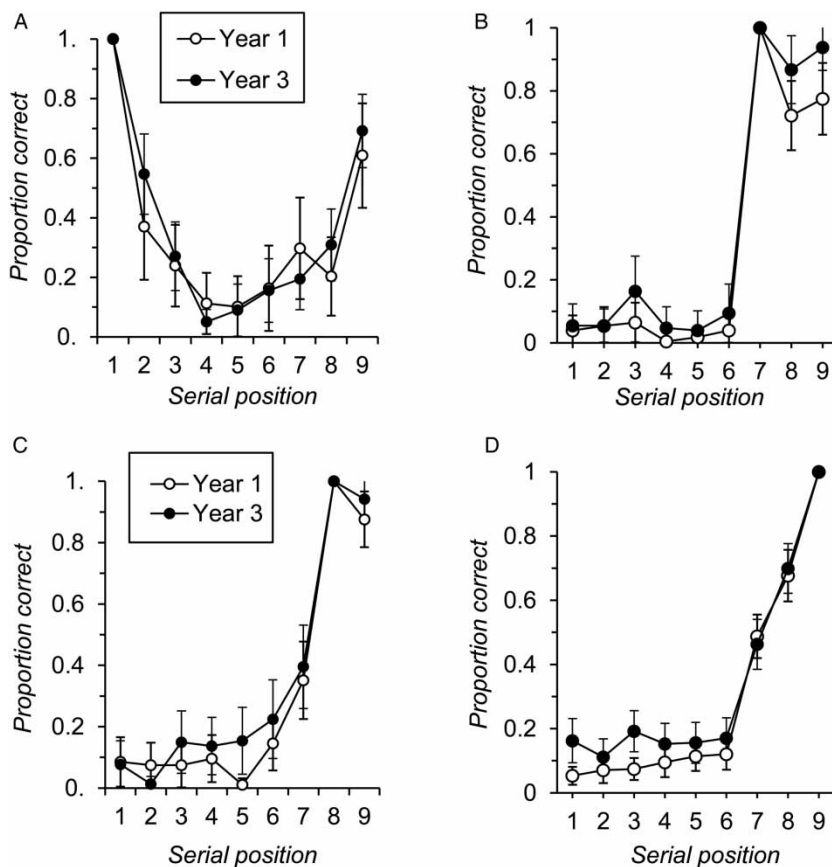 A
Year 1
Year 3
1.
0.8
0.6
0.4
0.2
0.
Proportion correct
1 2 3 4 5 6 7 8 9
Serial position
B
1
0.8
0.6
0.4
0.2
0
Proportion correct
1 2 3 4 5 6 7 8 9
Serial position
C
Year 1
Year 3
1.
0.8
0.6
0.4
0.2
0.
Proportion correct
1 2 3 4 5 6 7 8 9
Serial position
D
1
0.8
0.6
0.4
0.2
0
Proportion correct
1 2 3 4 5 6 7 8 9
Serial position